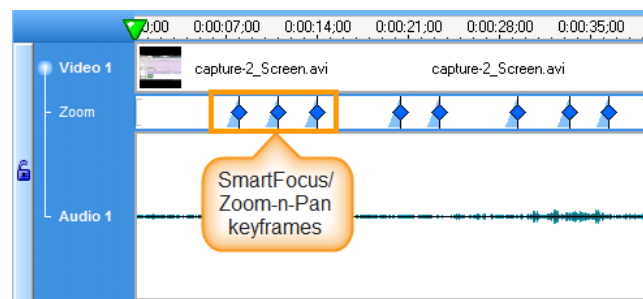 0;00 0:00:07;00 0:00:14;00 0:00:21;00 0:00:28;00 0:00:35;00
Video 1 capture-2_Screen.avi capture-2_Screen.avi
Zoom
SmartFocus/
Zoom-n-Pan
keyframes
Audio 1